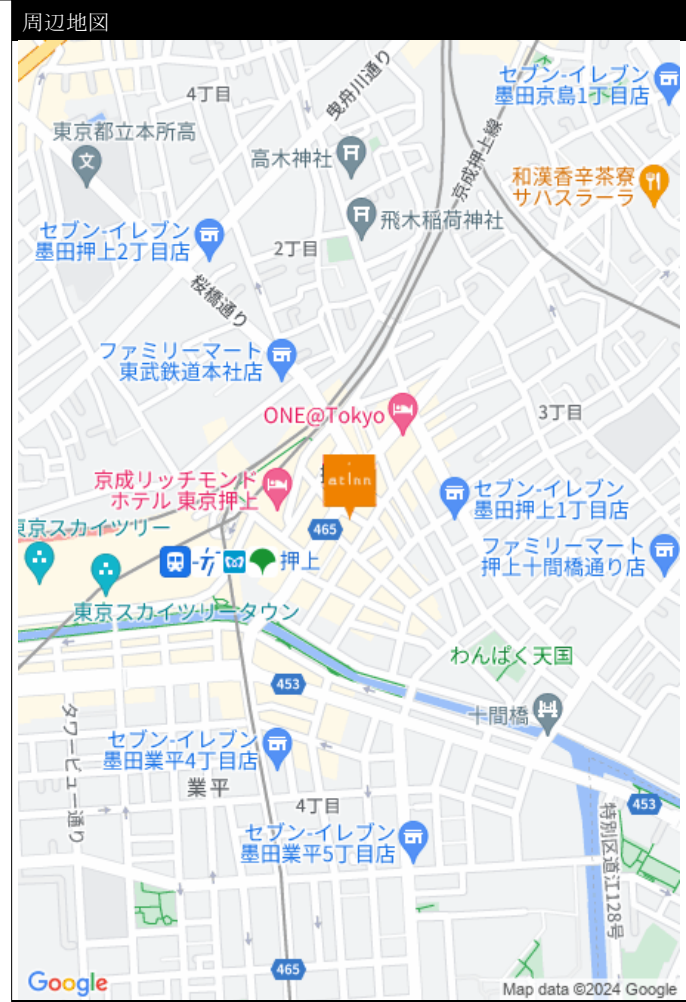 周辺地図
セブン-イレブン
墨田京島1丁目店
4丁目
曳舟川通り
東京都立本所高
高木神社
京成押上線
和漢香辛茶寮
サハスラーラ
飛木稲荷神社
セブン-イレブン
墨田押上2丁目店
2丁目
桜橋通り
ファミリーマート
東武鉄道本社店
ONE@Tokyo
3丁目
京成リッチモンド
ホテル 東京押上
at inn
セブン-イレブン
墨田押上1丁目店
東京スカイツリー
465
ファミリーマート
押上十間橋通り店
押上
東京スカイツリータウン
わんぱく天国
453
十間橋
タワービュー通り
セブン-イレブン
墨田業平4丁目店
業平
4丁目
453
特別区道江128号
セブン-イレブン
墨田業平5丁目店
465
Google
Map data ©2024 Google